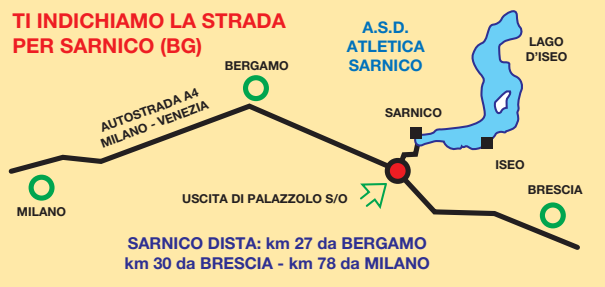 TI INDICHIAMO LA STRADA
PER SARNICO (BG)
A.S.D.
ATLETICA
SARNICO
LAGO
D'ISEO
BERGAMO
AUTOSTRADA A4
MILANO - VENEZIA
SARNICO
ISEO
MILANO
USCITA DI PALAZZOLO S/O
BRESCIA
SARNICO DISTA: km 27 da BERGAMO
km 30 da BRESCIA - km 78 da MILANO